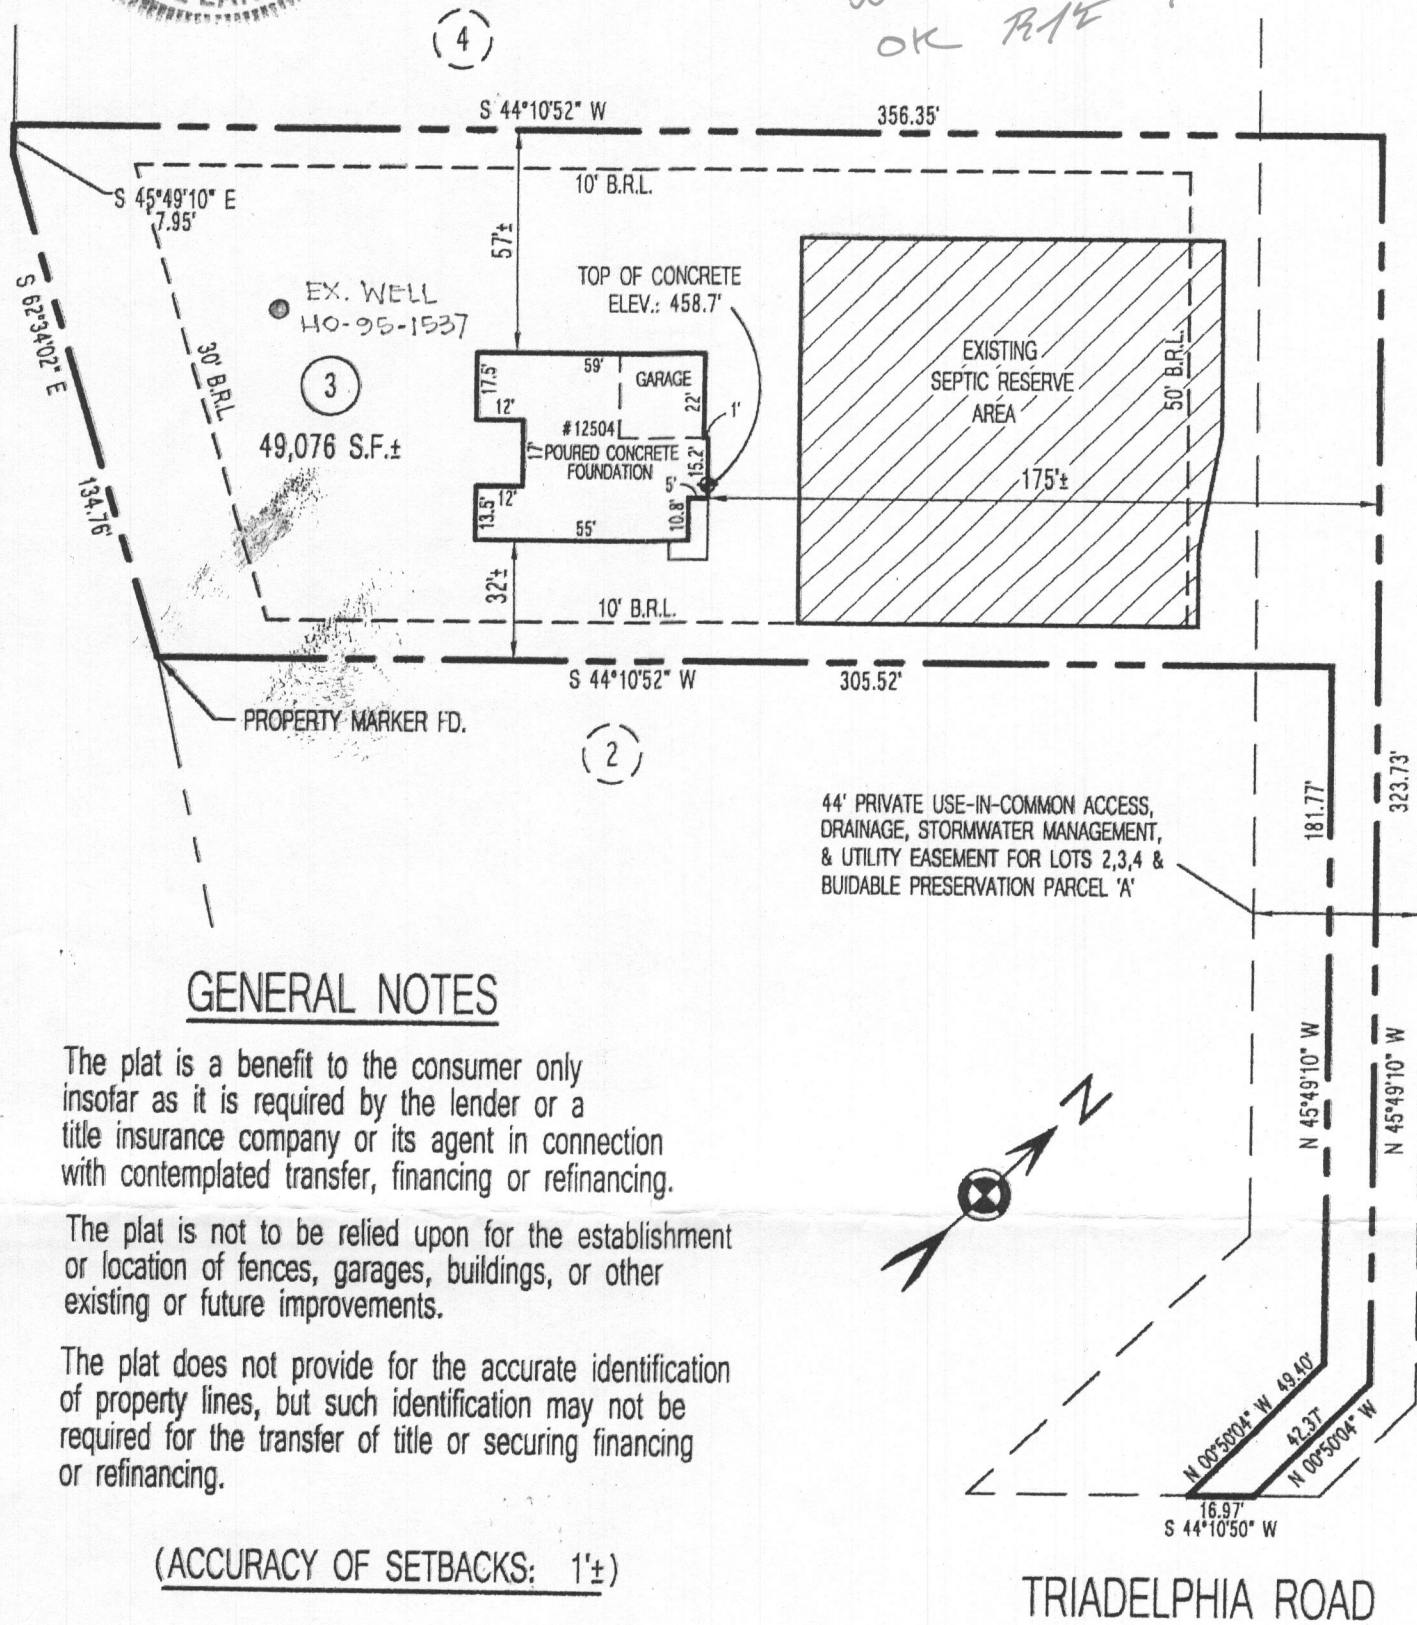 OK
4
S 44°10'52" W
356.35'
S 45°49'10" E
7.95'
10' B.R.L.
57'±
S 62°34'02" E
134.76'
EX. WELL
HO-95-1537
TOP OF CONCRETE
ELEV.: 458.7'
30' B.R.L
3
49,076 S.F.±
17.5'
59'
GARAGE
22'
12'
1'
#12504
17'
POURED CONCRETE
FOUNDATION
15.2'
5'
13.5'
12'
10.8'
55'
EXISTING
SEPTIC RESERVE
AREA
50' B.R.L.
175'±
32'±
10' B.R.L.
S 44°10'52" W
305.52'
PROPERTY MARKER FD.
2
44' PRIVATE USE-IN-COMMON ACCESS,
DRAINAGE, STORMWATER MANAGEMENT,
& UTILITY EASEMENT FOR LOTS 2,3,4 &
BUIDABLE PRESERVATION PARCEL 'A'
181.77'
323.73'
N 45°49'10" W
N 45°49'10" W
GENERAL NOTES
The plat is a benefit to the consumer only
insofar as it is required by the lender or a
title insurance company or its agent in connection
with contemplated transfer, financing or refinancing.
The plat is not to be relied upon for the establishment
or location of fences, garages, buildings, or other
existing or future improvements.
The plat does not provide for the accurate identification
of property lines, but such identification may not be
required for the transfer of title or securing financing
or refinancing.
(ACCURACY OF SETBACKS: 1'±)
N
N 00°50'04" W 49.40'
42.37'
N 00°50'04" W
16.97'
S 44°10'50" W
TRIADELPHIA ROAD